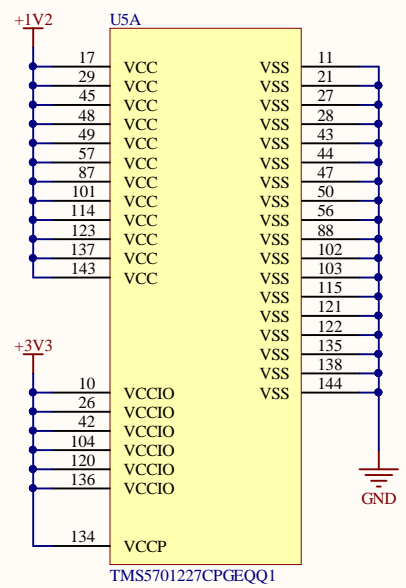 +1V2 U5A
17 VCC VSS 11
29 VCC VSS 21
45 VCC VSS 27
48 VCC VSS 28
49 VCC VSS 43
57 VCC VSS 44
87 VCC VSS 47
101 VCC VSS 50
114 VCC VSS 56
123 VCC VSS 88
137 VCC VSS 102
143 VCC VSS 103
VSS 115
VSS 121
VSS 122
+3V3 VSS 135
VSS 138
10 VCCIO VSS 144
26 VCCIO
42 VCCIO
104 VCCIO
120 VCCIO
136 VCCIO
GND
134 VCCP
TMS5701227CPGEQQ1